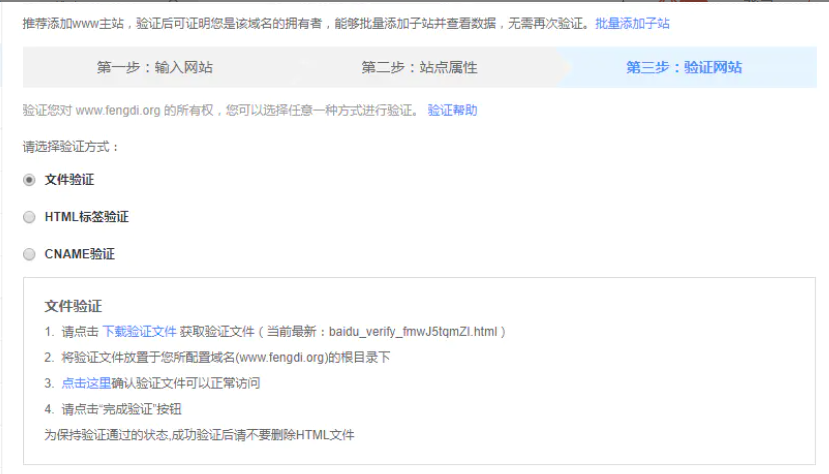 推荐添加www主站，验证后可证明您是该域名的拥有者，能够批量添加子站并查看数据，无需再次验证。批量添加子站
第一步：输入网站 第二步：站点属性 第三步：验证网站
验证您对 www.fengdi.org 的所有权，您可以选择任意一种方式进行验证。 验证帮助
请选择验证方式：
文件验证
HTML标签验证
CNAME验证
文件验证
1. 请点击 下载验证文件 获取验证文件（当前最新：baidu_verify_fmwJ5tqmZI.html）
2. 将验证文件放置于您所配置域名(www.fengdi.org)的根目录下
3. 点击这里确认验证文件可以正常访问
4. 请点击“完成验证”按钮
为保持验证通过的状态,成功验证后请不要删除HTML文件